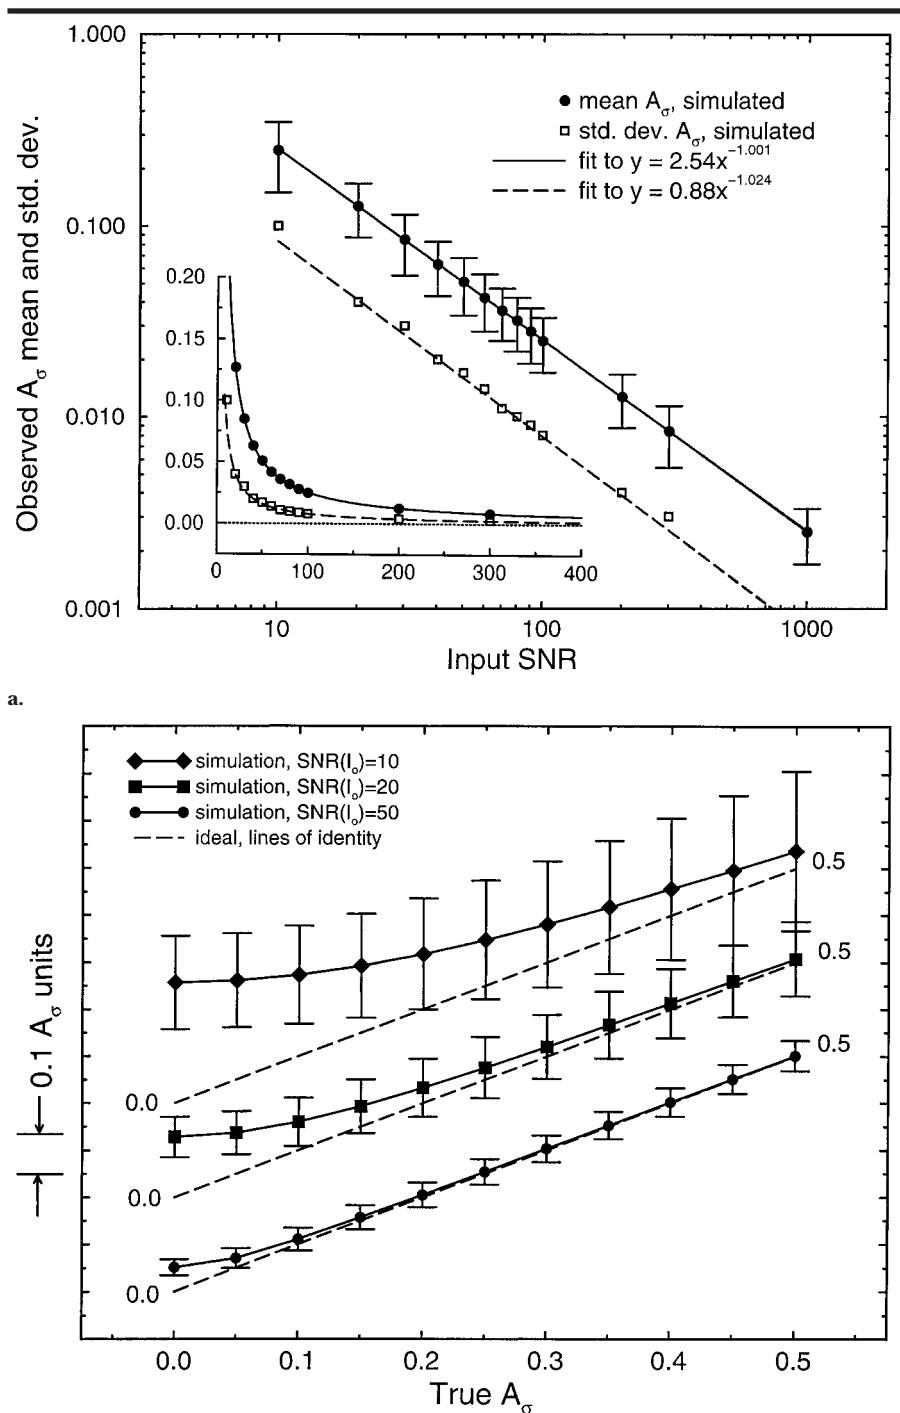 1.000
0.100
0.010
0.001
Observed Aσ mean and std. dev.
mean Aσ, simulated
std. dev. Aσ, simulated
fit to y = 2.54x^−1.001
fit to y = 0.88x^−1.024
0.20
0.15
0.10
0.05
0.00
0 100 200 300 400
10 100 1000
Input SNR
a.
simulation, SNR(Io)=10
simulation, SNR(Io)=20
simulation, SNR(Io)=50
ideal, lines of identity
0.5
0.5
0.5
0.1 Aσ units
0.0
0.0
0.0
0.0 0.1 0.2 0.3 0.4 0.5
True Aσ